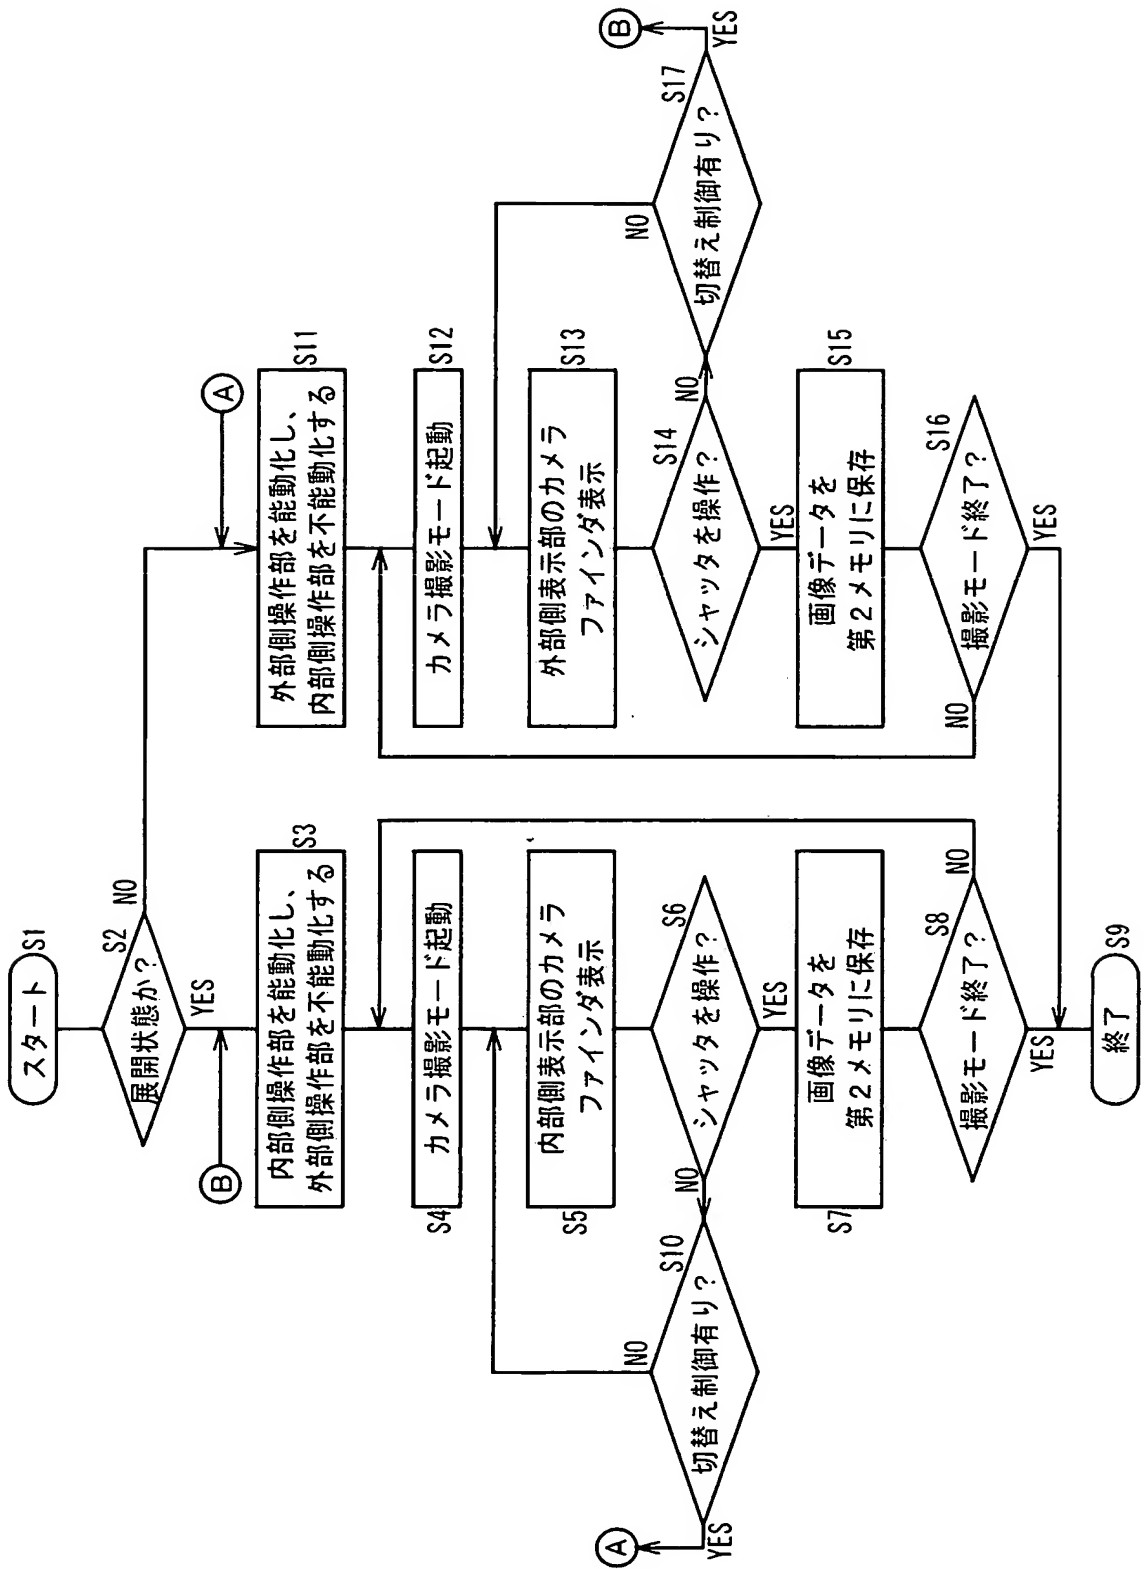 スタート
S1
展開状態か?
S2
NO
YES
B
A
内部側操作部を能動化し、
外部側操作部を不能動化する
S3
カメラ撮影モード起動
S4
内部側表示部のカメラ
ファインダ表示
S5
シャッタを操作?
S6
NO
YES
切替え制御有り?
S10
NO
YES
A
画像データを
第2メモリに保存
S7
撮影モード終了?
S8
NO
YES
終了
S9
外部側操作部を能動化し、
内部側操作部を不能動化する
S11
カメラ撮影モード起動
S12
外部側表示部のカメラ
ファインダ表示
S13
シャッタを操作?
S14
NO
YES
切替え制御有り?
S17
NO
YES
B
画像データを
第2メモリに保存
S15
撮影モード終了?
S16
NO
YES